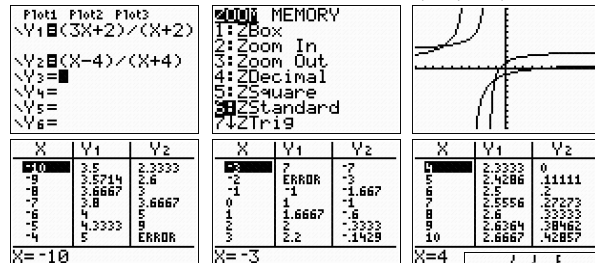 Plot1 Plot2 Plot3
\Y1=(3X+2)/(X+2)
\Y2=(X-4)/(X+4)
\Y3=
\Y4=
\Y5=
\Y6=
ZOOM MEMORY
1:ZBox
2:Zoom In
3:Zoom Out
4:ZDecimal
5:ZSquare
6:ZStandard
7↓ZTrig
X Y1 Y2
-10 3.5 2.3333
-9 3.5714 2.6
-8 3.6667 3
-7 3.8 3.6667
-6 4 5
-5 4.3333 9
-4 5 ERROR
X=-10
X Y1 Y2
-3 7 -7
-2 ERROR -3
-1 -1 -1.667
0 1 -1
1 1.6667 -.6
2 2 -.3333
3 2.2 -.1429
X=-3
X Y1 Y2
4 2.3333 0
5 2.4286 .11111
6 2.5 .2
7 2.5556 .27273
8 2.6 .33333
9 2.6364 .38462
10 2.6667 .42857
X=4